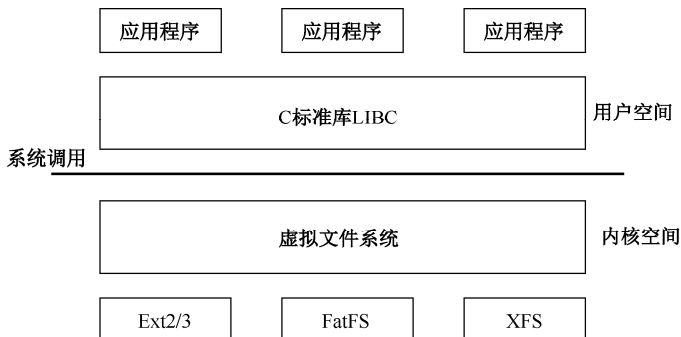 应用程序
应用程序
应用程序
C标准库LIBC
用户空间
系统调用
虚拟文件系统
内核空间
Ext2/3
FatFS
XFS